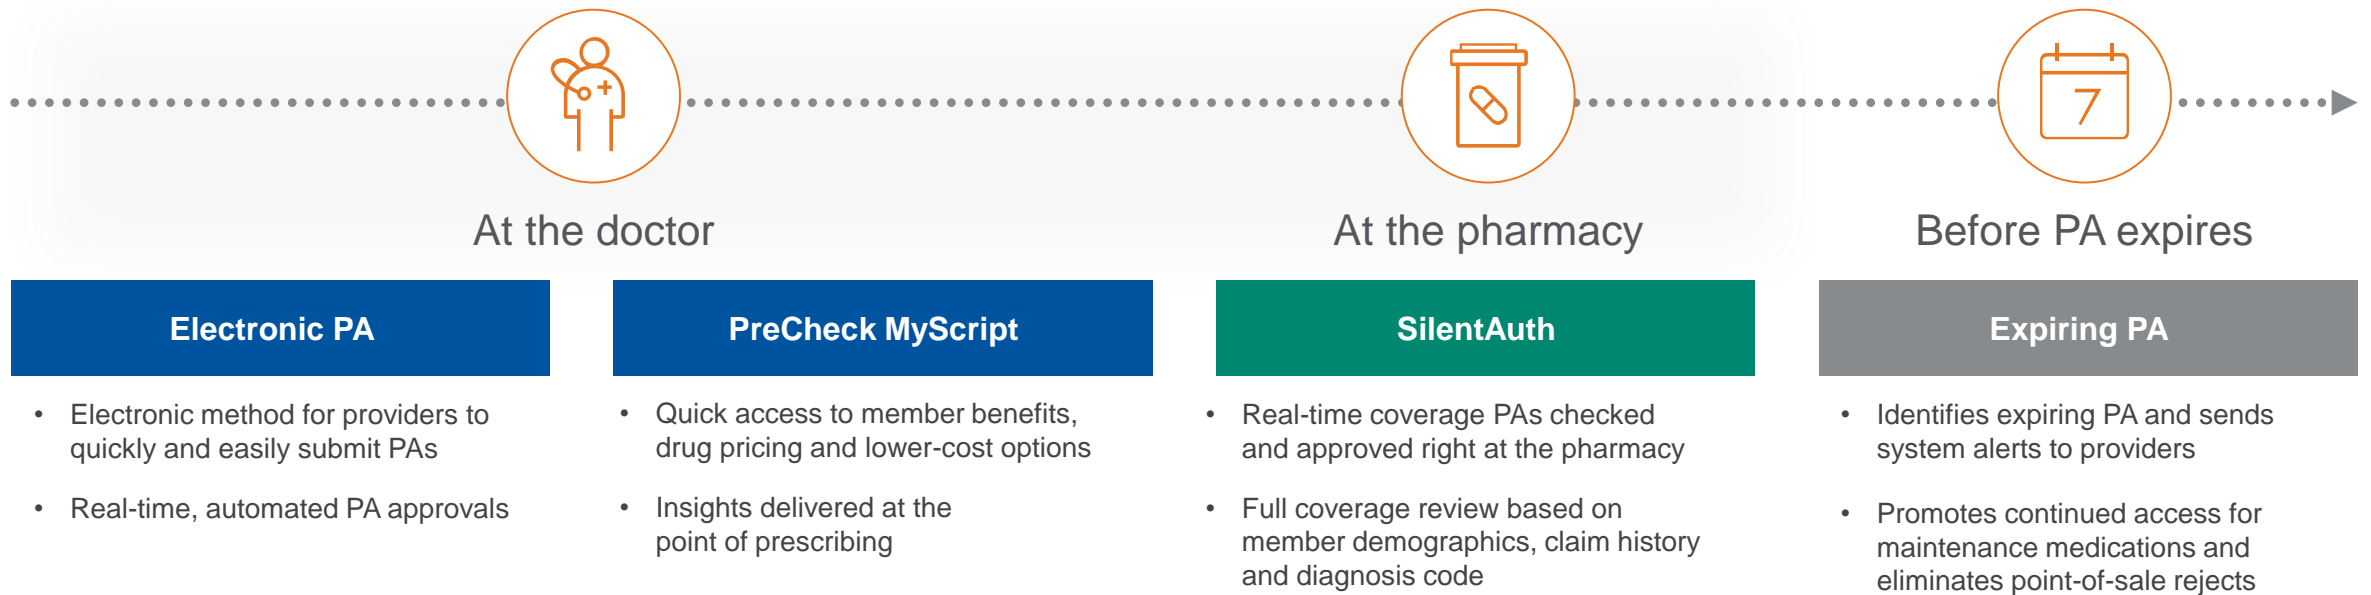 7
At the doctor
At the pharmacy
Before PA expires
Electronic PA
• Electronic method for providers to
quickly and easily submit PAs
• Real-time, automated PA approvals
PreCheck MyScript
• Quick access to member benefits,
drug pricing and lower-cost options
• Insights delivered at the
point of prescribing
SilentAuth
• Real-time coverage PAs checked
and approved right at the pharmacy
• Full coverage review based on
member demographics, claim history
and diagnosis code
Expiring PA
• Identifies expiring PA and sends
system alerts to providers
• Promotes continued access for
maintenance medications and
eliminates point-of-sale rejects